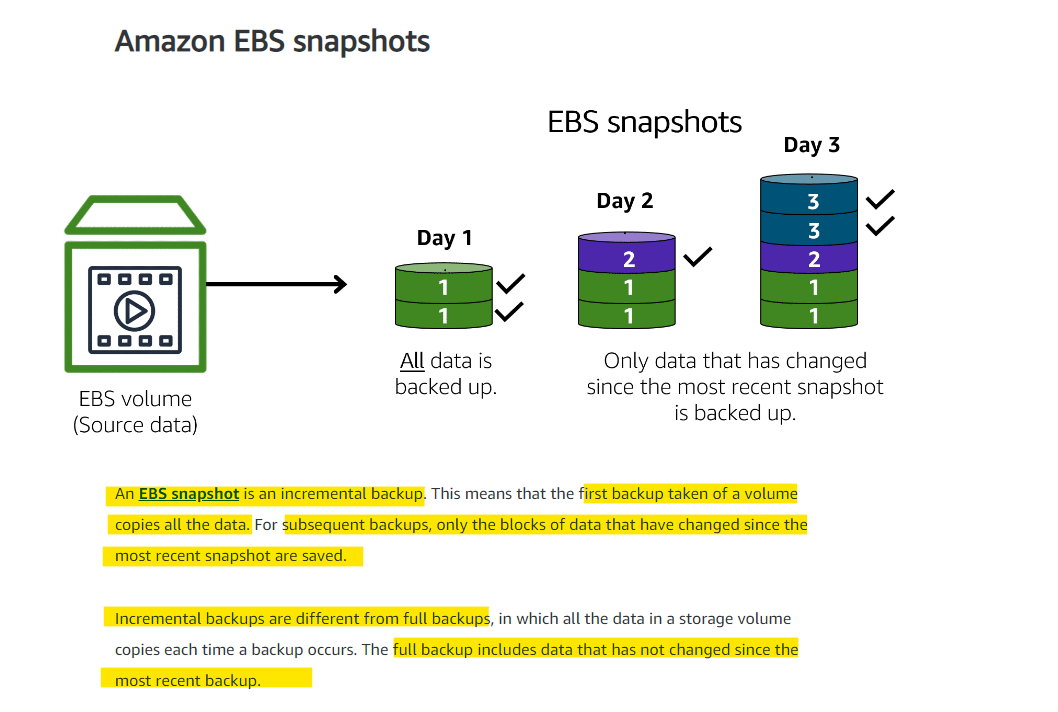 Amazon EBS snapshots
EBS snapshots
Day 1
Day 2
Day 3
1
1
2
1
1
3
3
2
1
1
EBS volume
(Source data)
All data is
backed up.
Only data that has changed
since the most recent snapshot
is backed up.
An EBS snapshot is an incremental backup. This means that the first backup taken of a volume
copies all the data. For subsequent backups, only the blocks of data that have changed since the
most recent snapshot are saved.
Incremental backups are different from full backups, in which all the data in a storage volume
copies each time a backup occurs. The full backup includes data that has not changed since the
most recent backup.